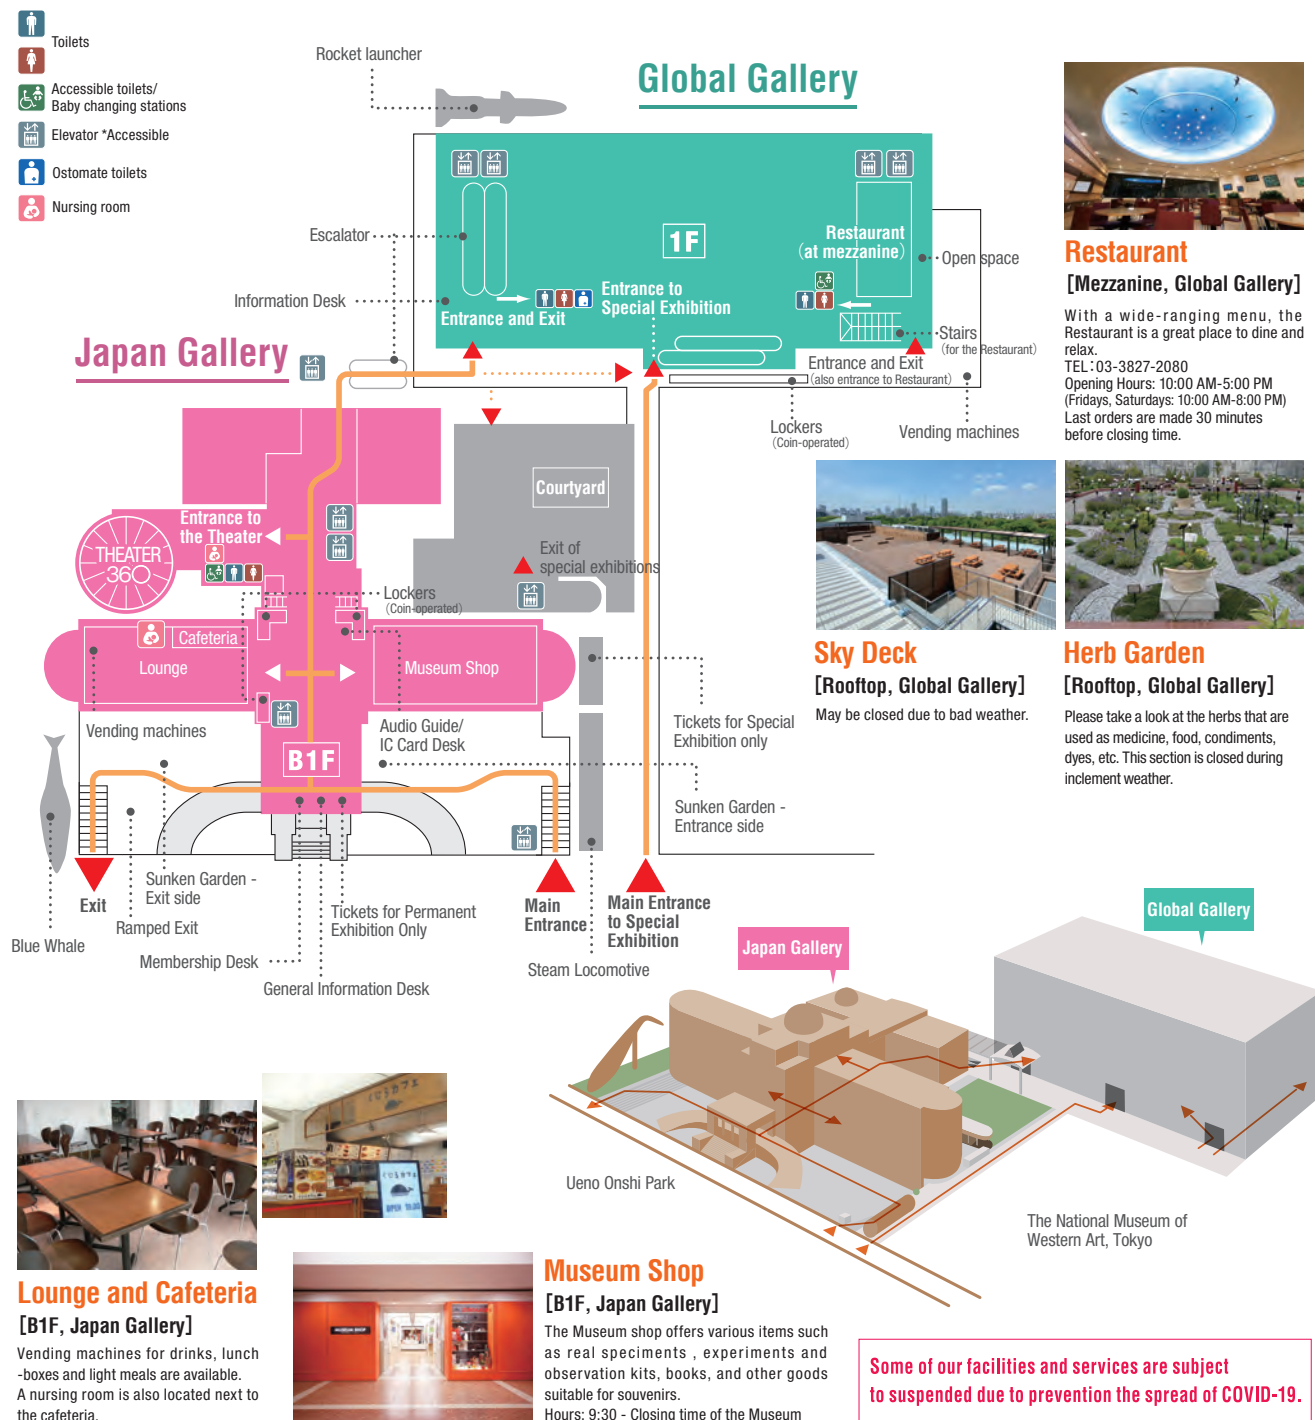 Toilets
Accessible toilets/
Baby changing stations
Elevator *Accessible
Ostomate toilets
Nursing room
Rocket launcher
Global Gallery
Escalator
Information Desk
1F
Restaurant
(at mezzanine)
Open space
Entrance to
Special Exhibition
Entrance and Exit
Stairs
(for the Restaurant)
Entrance and Exit
(also entrance to Restaurant)
Lockers
(Coin-operated)
Vending machines
Japan Gallery
Courtyard
Entrance to
the Theater
THEATER
360
Exit of
special exhibitions
Lockers
(Coin-operated)
Cafeteria
Lounge
Museum Shop
Vending machines
Audio Guide/
IC Card Desk
B1F
Tickets for Special
Exhibition only
Sunken Garden -
Entrance side
Sunken Garden -
Exit side
Exit
Ramped Exit
Blue Whale
Tickets for Permanent
Exhibition Only
Membership Desk
General Information Desk
Main
Entrance
Main Entrance
to Special
Exhibition
Steam Locomotive
Restaurant
[Mezzanine, Global Gallery]
With a wide-ranging menu, the
Restaurant is a great place to dine and
relax.
TEL:03-3827-2080
Opening Hours: 10:00 AM-5:00 PM
(Fridays, Saturdays: 10:00 AM-8:00 PM)
Last orders are made 30 minutes
before closing time.
Sky Deck
[Rooftop, Global Gallery]
May be closed due to bad weather.
Herb Garden
[Rooftop, Global Gallery]
Please take a look at the herbs that are
used as medicine, food, condiments,
dyes, etc. This section is closed during
inclement weather.
Japan Gallery
Global Gallery
Ueno Onshi Park
The National Museum of
Western Art, Tokyo
Lounge and Cafeteria
[B1F, Japan Gallery]
Vending machines for drinks, lunch
-boxes and light meals are available.
A nursing room is also located next to
the cafeteria.
MUSEUM SHOP
Museum Shop
[B1F, Japan Gallery]
The Museum shop offers various items such
as real speciments , experiments and
observation kits, books, and other goods
suitable for souvenirs.
Hours: 9:30 - Closing time of the Museum
Some of our facilities and services are subject
to suspended due to prevention the spread of COVID-19.